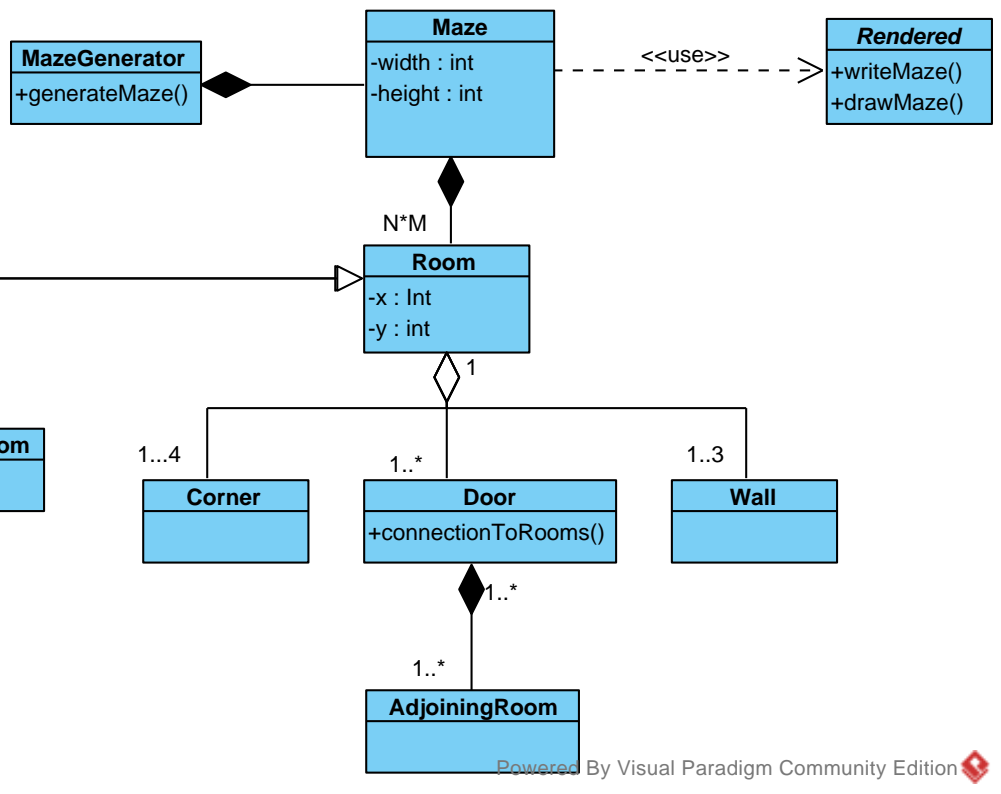 Maze
-width : int
-height : int
MazeGenerator
+generateMaze()
<<use>>
Rendered
+writeMaze()
+drawMaze()
N*M
Room
-x : Int
-y : int
1
om
1...4
1..*
1..3
Corner
Door
+connectionToRooms()
Wall
1..*
1..*
AdjoiningRoom
Powered By Visual Paradigm Community Edition